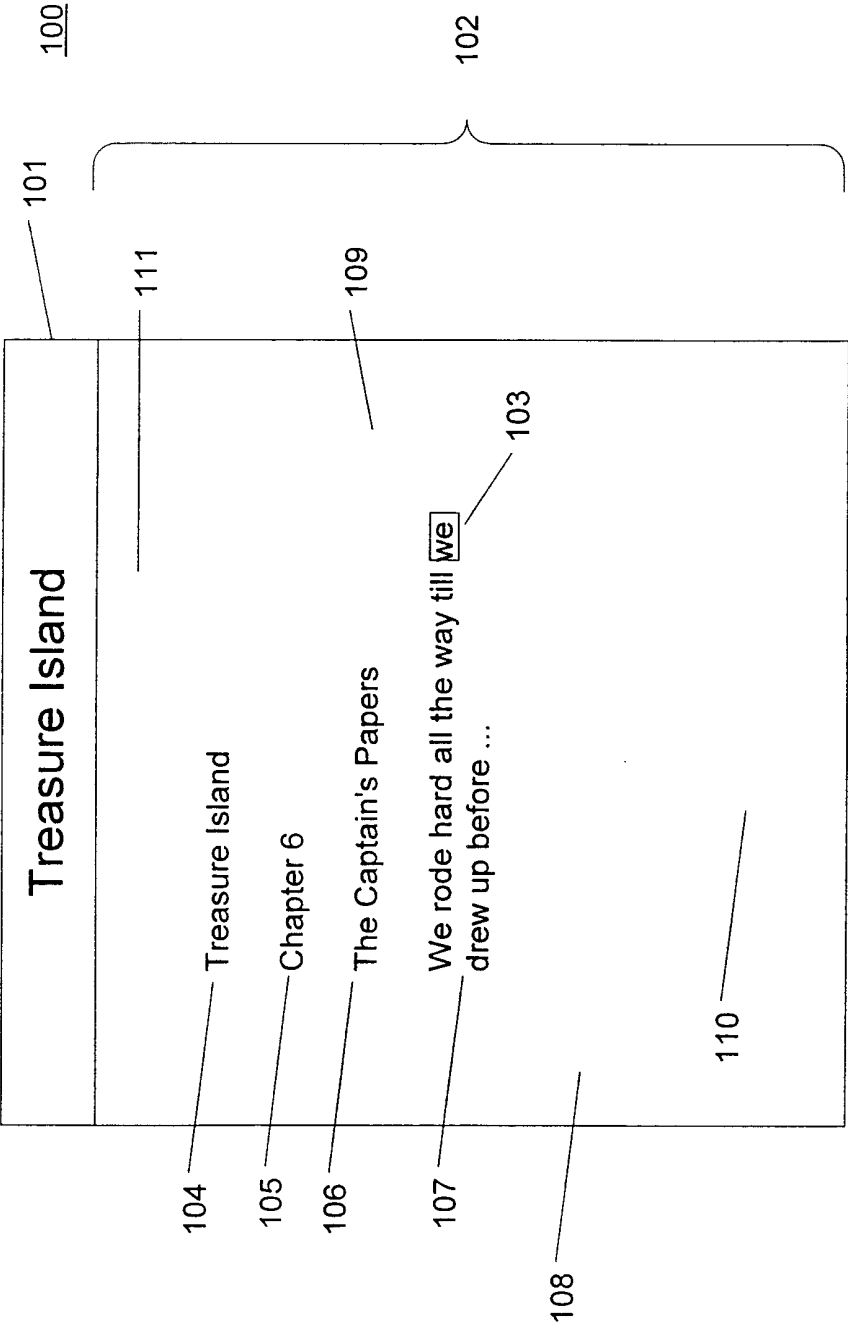 100
Treasure Island
101
111
102
104
Treasure Island
105
Chapter 6
109
106
The Captain's Papers
107
We rode hard all the way till we
drew up before ...
103
108
110